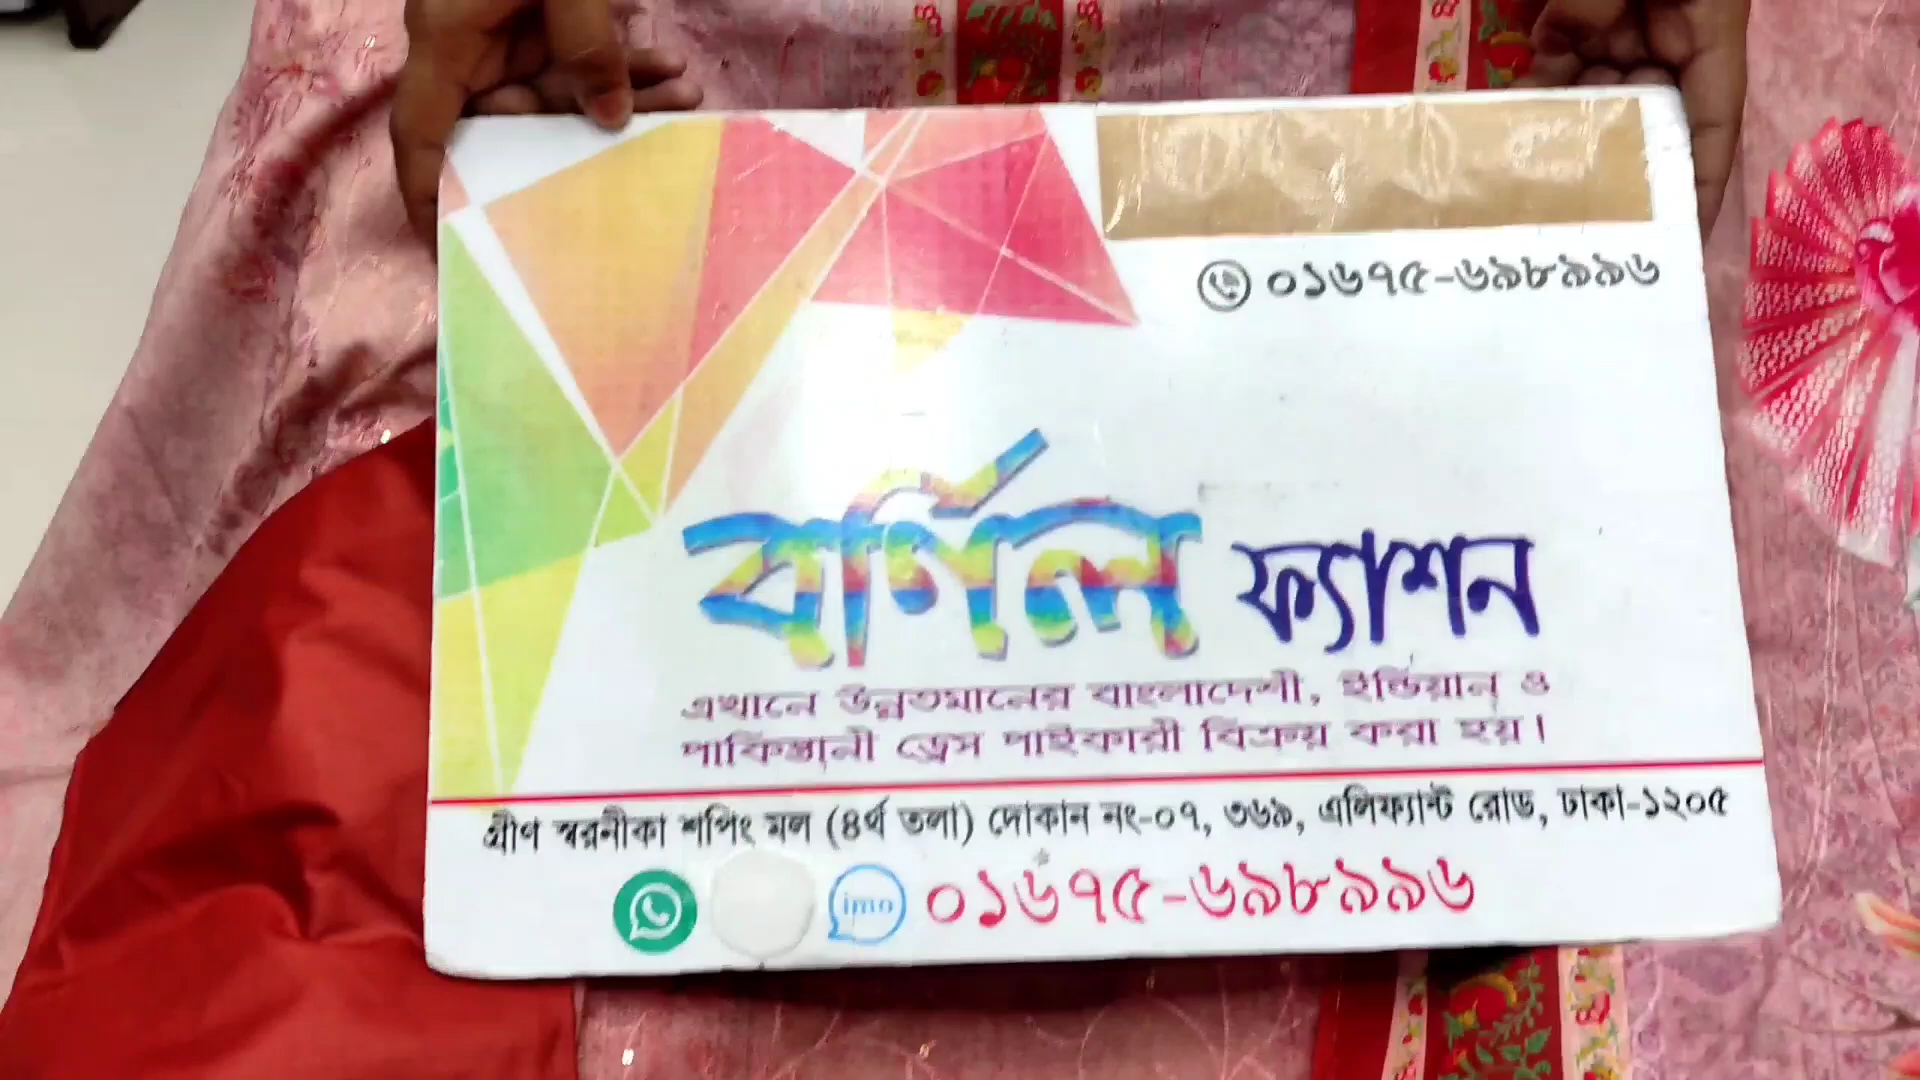 ০১৬৭৫-৬৯৮৯৯৬
বর্ণিল ফ্যাশন
এখানে উন্নতমানের বাংলাদেশী, ইন্ডিয়ান ও
পাকিস্তানী ড্রেস পাইকারী বিক্রয় করা হয়।
গ্রীণ স্বরনীকা শপিং মল (৪র্থ তলা) দোকান নং-০৭, ৩৬৯, এলিফ্যান্ট রোড, ঢাকা-১২০৫
imo ০১৬৭৫-৬৯৮৯৯৬